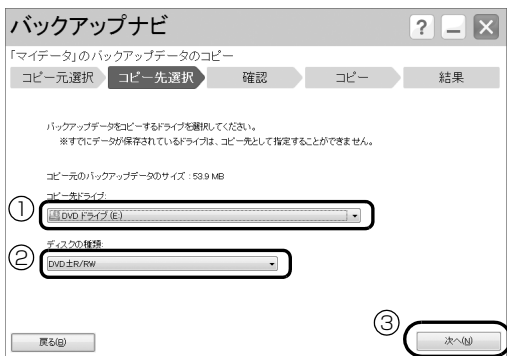 バックアップナビ
? － ×
「マイデータ」のバックアップデータのコピー
コピー元選択 コピー先選択 確認 コピー 結果
バックアップデータをコピーするドライブを選択してください。
※すでにデータが保存されているドライブは、コピー先として指定することができません。
コピー元のバックアップデータのサイズ : 53.9 MB
コピー先ドライブ:
① DVD ドライブ (E:)
ディスクの種類:
② DVD±R/RW
③
戻る(B) 次へ(N)